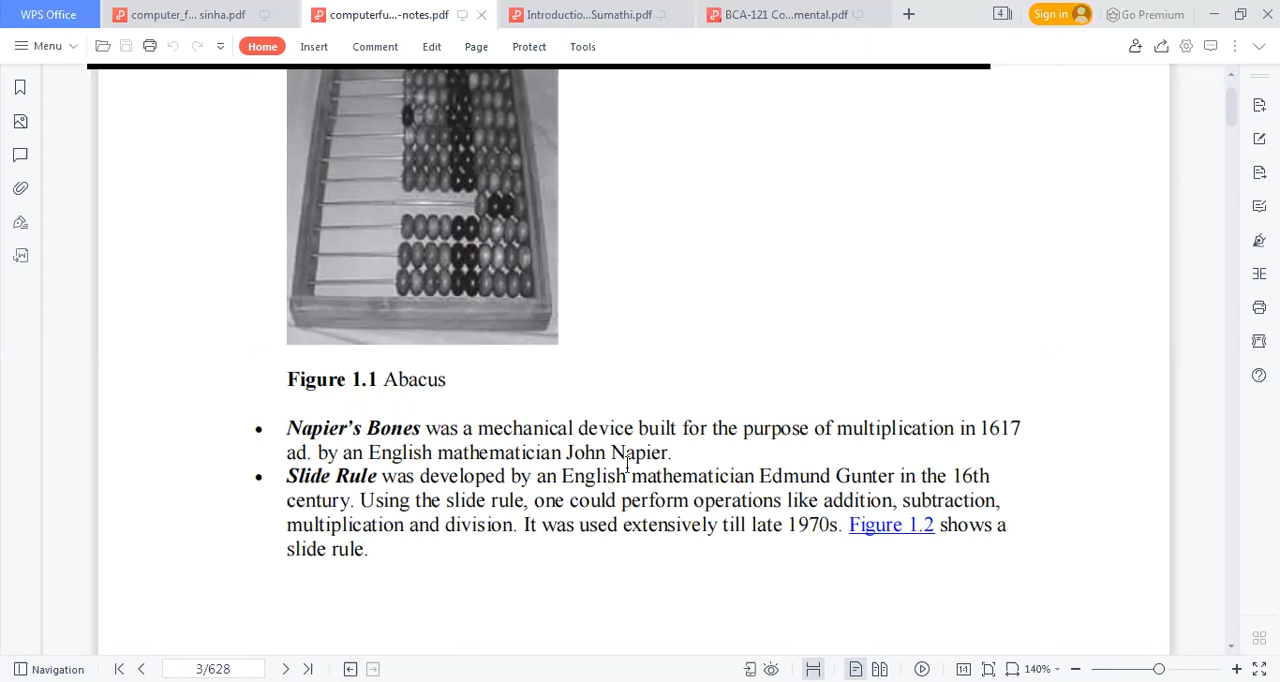 WPS Office
computer_f... sinha.pdf
computerfu...-notes.pdf
Introductio...Sumathi.pdf
BCA-121 Co...mental.pdf
4
Sign in
Go Premium
Menu
Home
Insert
Comment
Edit
Page
Protect
Tools
Figure 1.1 Abacus
• Napier's Bones was a mechanical device built for the purpose of multiplication in 1617
ad. by an English mathematician John Napier.
• Slide Rule was developed by an English mathematician Edmund Gunter in the 16th
century. Using the slide rule, one could perform operations like addition, subtraction,
multiplication and division. It was used extensively till late 1970s. Figure 1.2 shows a
slide rule.
Navigation
3/628
140%